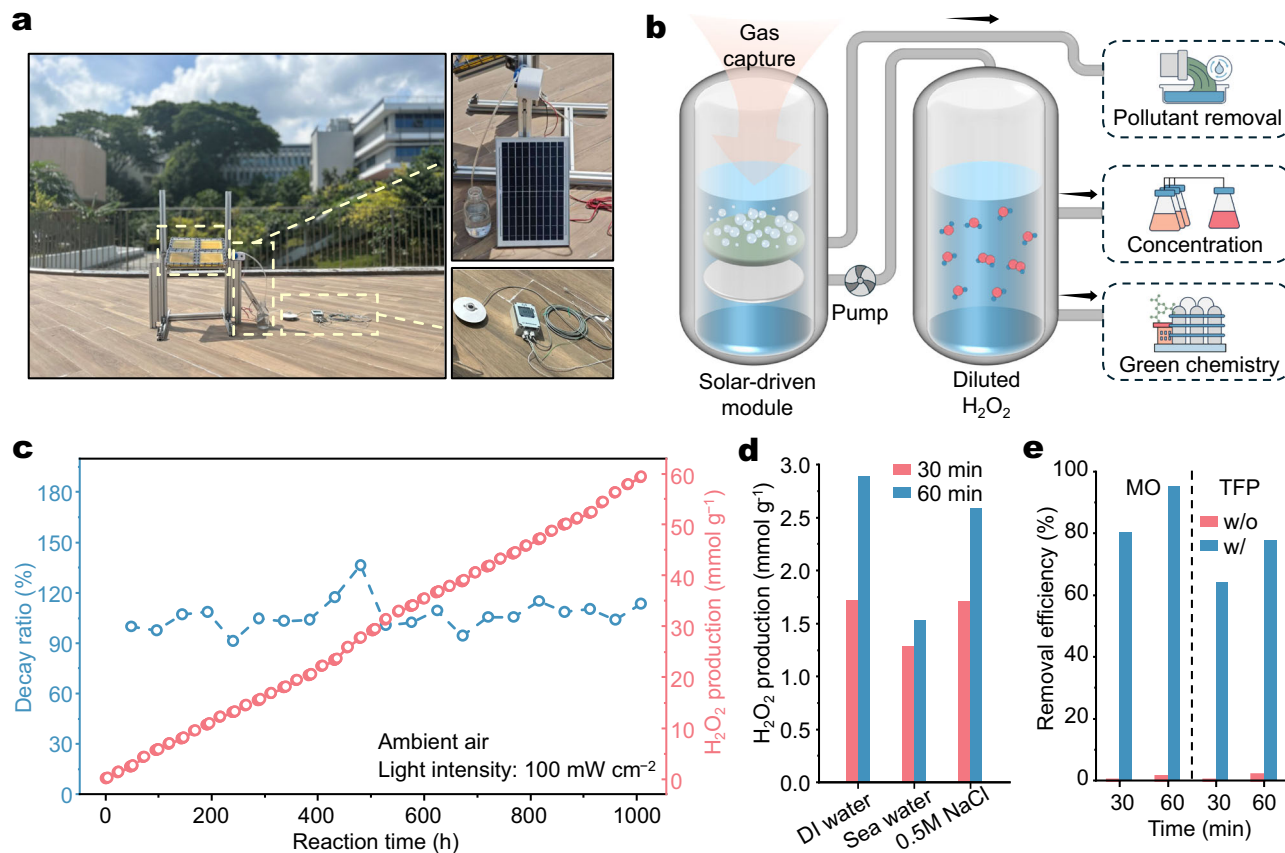 a
b
Gas
capture
Pump
Solar-driven
module
Diluted
H₂O₂
Pollutant removal
Concentration
Green chemistry
c
Decay ratio (%)
180
150
120
90
60
30
0
H₂O₂ production (mmol g⁻¹)
60
50
40
30
20
10
0
Ambient air
Light intensity: 100 mW cm⁻²
0 200 400 600 800 1000
Reaction time (h)
d
H₂O₂ production (mmol g⁻¹)
3.0
2.5
2.0
1.5
1.0
0.5
0.0
30 min
60 min
DI water
Sea water
0.5M NaCl
e
Removal efficiency (%)
100
80
60
40
20
0
MO TFP
w/o
w/
30 60 30 60
Time (min)